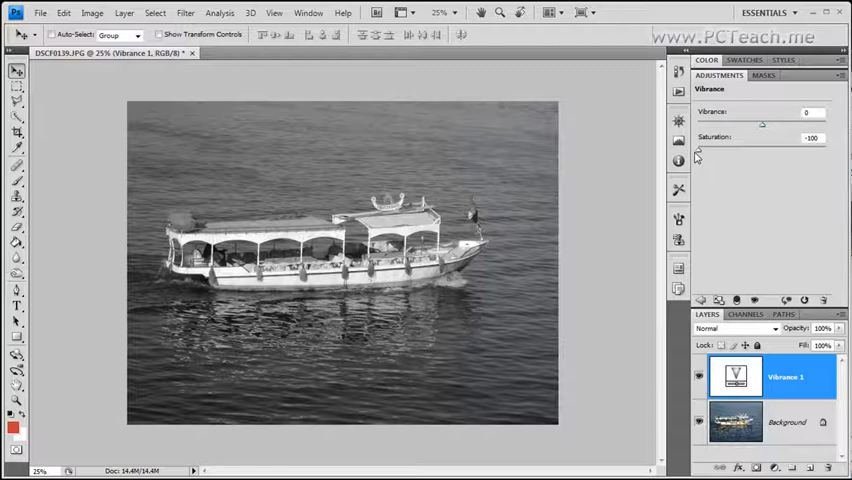 Ps File Edit Image Layer Select Filter Analysis 3D View Window Help Br 25% ESSENTIALS
Auto-Select: Group Show Transform Controls
www.PCTeach.me
DSCF0139.JPG @ 25% (Vibrance 1, RGB/8) *
COLOR SWATCHES STYLES
ADJUSTMENTS MASKS
Vibrance
Vibrance: 0
Saturation: -100
LAYERS CHANNELS PATHS
Normal Opacity: 100%
Lock: Fill: 100%
Vibrance 1
Background
25% Doc: 14.4M/14.4M